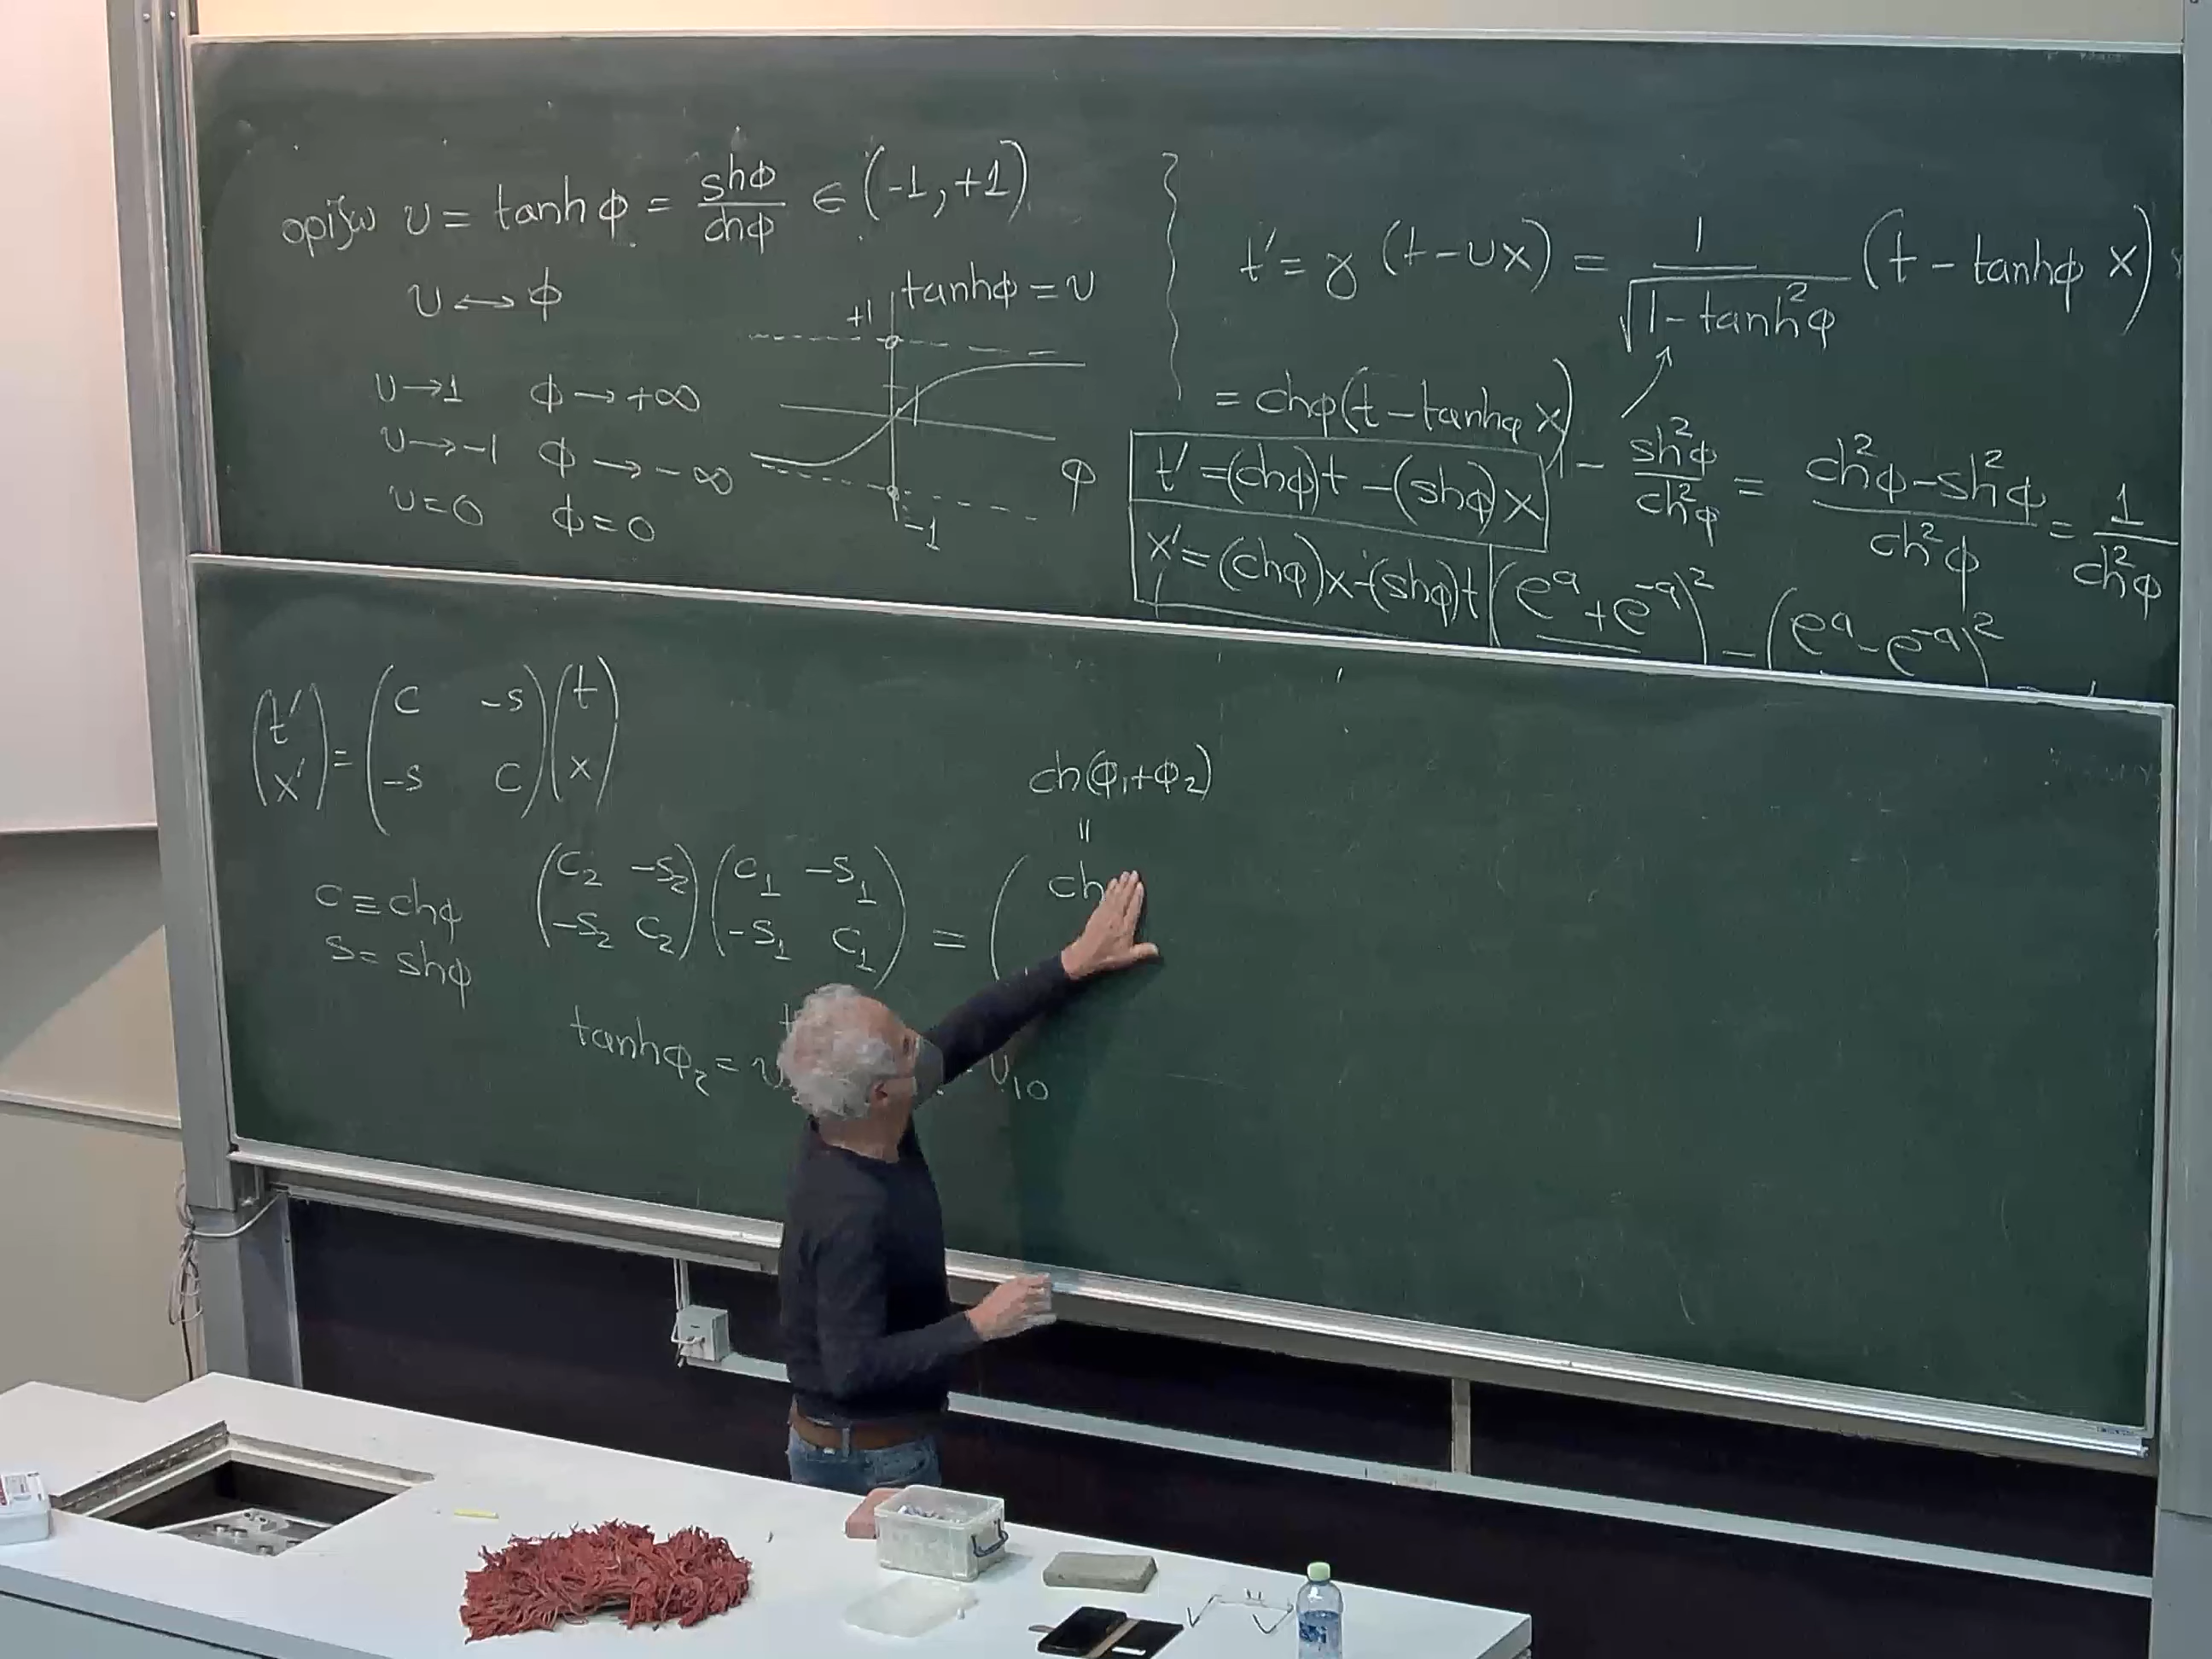 ορίζω υ = tanhφ = shφ/chφ ∈ (-1,+1)
υ ↔ φ
υ→1 φ→+∞
υ→-1 φ→-∞
υ=0 φ=0
tanhφ = υ
+1
φ
-1
t' = γ (t-υx) = 1/√(1-tanh²φ) (t - tanhφ x)
= chφ(t - tanhφ x)
t' = (chφ)t - (shφ)x
x' = (chφ)x - (shφ)t
1 - sh²φ/ch²φ = (ch²φ - sh²φ)/ch²φ = 1/ch²φ
(e^φ + e^-φ)² - (e^φ - e^-φ)²
(t' x') = (c -s -s c)(t x)
c ≡ chφ
s = shφ
(c₂ -s₂ -s₂ c₂)(c₁ -s₁ -s₁ c₁) = (ch
ch(φ₁+φ₂)
=
tanhφ₂ = υ
υ₁₀